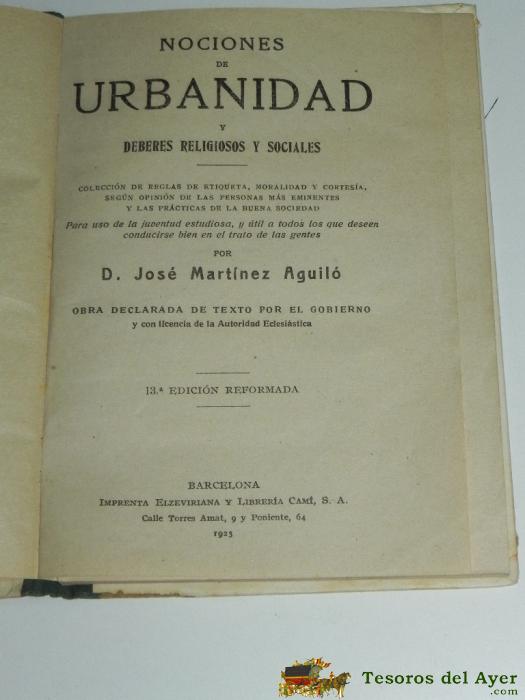 NOCIONES
DE
URBANIDAD
Y
DEBERES RELIGIOSOS Y SOCIALES
COLECCIÓN DE REGLAS DE ETIQUETA, MORALIDAD Y CORTESÍA,
SEGÚN OPINIÓN DE LAS PERSONAS MÁS EMINENTES
Y LAS PRÁCTICAS DE LA BUENA SOCIEDAD
Para uso de la juventud estudiosa, y útil a todos los que deseen
conducirse bien en el trato de las gentes
POR
D. José Martínez Aguiló
OBRA DECLARADA DE TEXTO POR EL GOBIERNO
y con licencia de la Autoridad Eclesiástica
13.ª EDICIÓN REFORMADA
BARCELONA
IMPRENTA ELZEVIRIANA Y LIBRERÍA CAMÍ, S. A.
Calle Torres Amat, 9 y Poniente, 64
1925
Tesoros del Ayer
.com